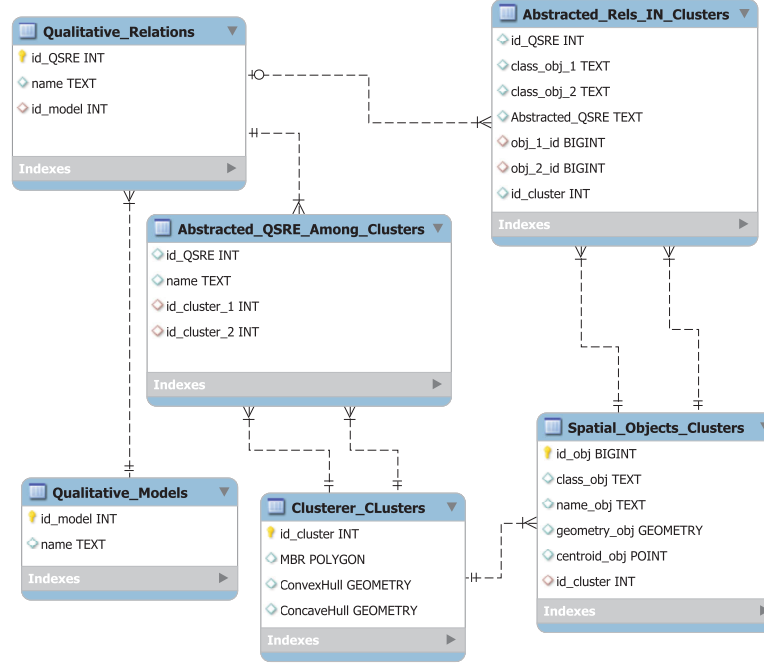 Qualitative_Relations
id_QSRE INT
name TEXT
id_model INT
Indexes
Abstracted_Rels_IN_Clusters
id_QSRE INT
class_obj_1 TEXT
class_obj_2 TEXT
Abstracted_QSRE TEXT
obj_1_id BIGINT
obj_2_id BIGINT
id_cluster INT
Indexes
Abstracted_QSRE_Among_Clusters
id_QSRE INT
name TEXT
id_cluster_1 INT
id_cluster_2 INT
Indexes
Qualitative_Models
id_model INT
name TEXT
Indexes
Clusterer_CLusters
id_cluster INT
MBR POLYGON
ConvexHull GEOMETRY
ConcaveHull GEOMETRY
Indexes
Spatial_Objects_Clusters
id_obj BIGINT
class_obj TEXT
name_obj TEXT
geometry_obj GEOMETRY
centroid_obj POINT
id_cluster INT
Indexes